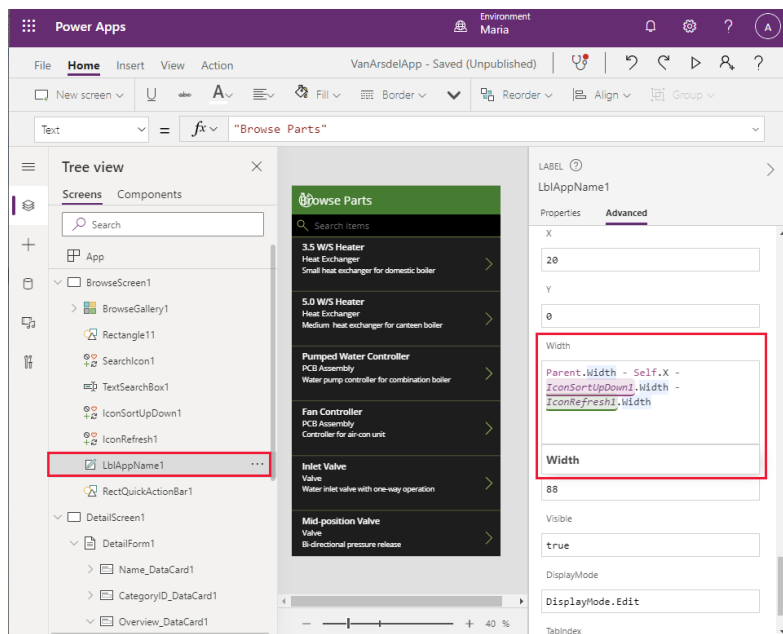 Power Apps
Environment
Maria
A
File Home Insert View Action
VanArsdelApp - Saved (Unpublished)
New screen
Fill
Border
Reorder
Align
Group
Text
=
fx
"Browse Parts"
Tree view
Screens Components
Search
App
BrowseScreen1
BrowseGallery1
Rectangle11
SearchIcon1
TextSearchBox1
IconSortUpDown1
IconRefresh1
LblAppName1
RectQuickActionBar1
DetailScreen1
DetailForm1
Name_DataCard1
CategoryID_DataCard1
Overview_DataCard1
Browse Parts
Search items
3.5 W/S Heater
Heat Exchanger
Small heat exchanger for domestic boiler
5.0 W/S Heater
Heat Exchanger
Medium heat exchanger for canteen boiler
Pumped Water Controller
PCB Assembly
Water pump controller for combination boiler
Fan Controller
PCB Assembly
Controller for air-con unit
Inlet Valve
Valve
Water inlet valve with one-way operation
Mid-position Valve
Valve
Bi-directional pressure release
40 %
LABEL
LblAppName1
Properties Advanced
X
20
Y
0
Width
Parent.Width - Self.X -
IconSortUpDown1.Width -
IconRefresh1.Width
Width
88
Visible
true
DisplayMode
DisplayMode.Edit
TabIndex